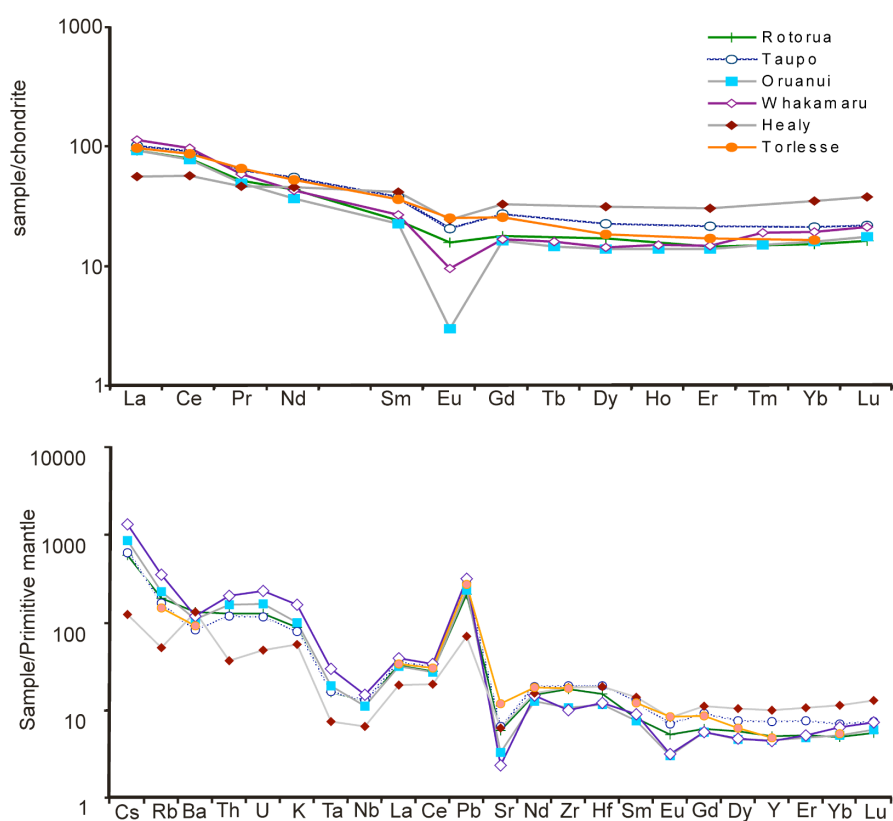 1000
100
10
1
sample/chondrite
Rotorua
Taupo
Oruanui
Whakamaru
Healy
Torlesse
La Ce Pr Nd Sm Eu Gd Tb Dy Ho Er Tm Yb Lu
10000
1000
100
10
1
Sample/Primitive mantle
Cs Rb Ba Th U K Ta Nb La Ce Pb Sr Nd Zr Hf Sm Eu Gd Dy Y Er Yb Lu